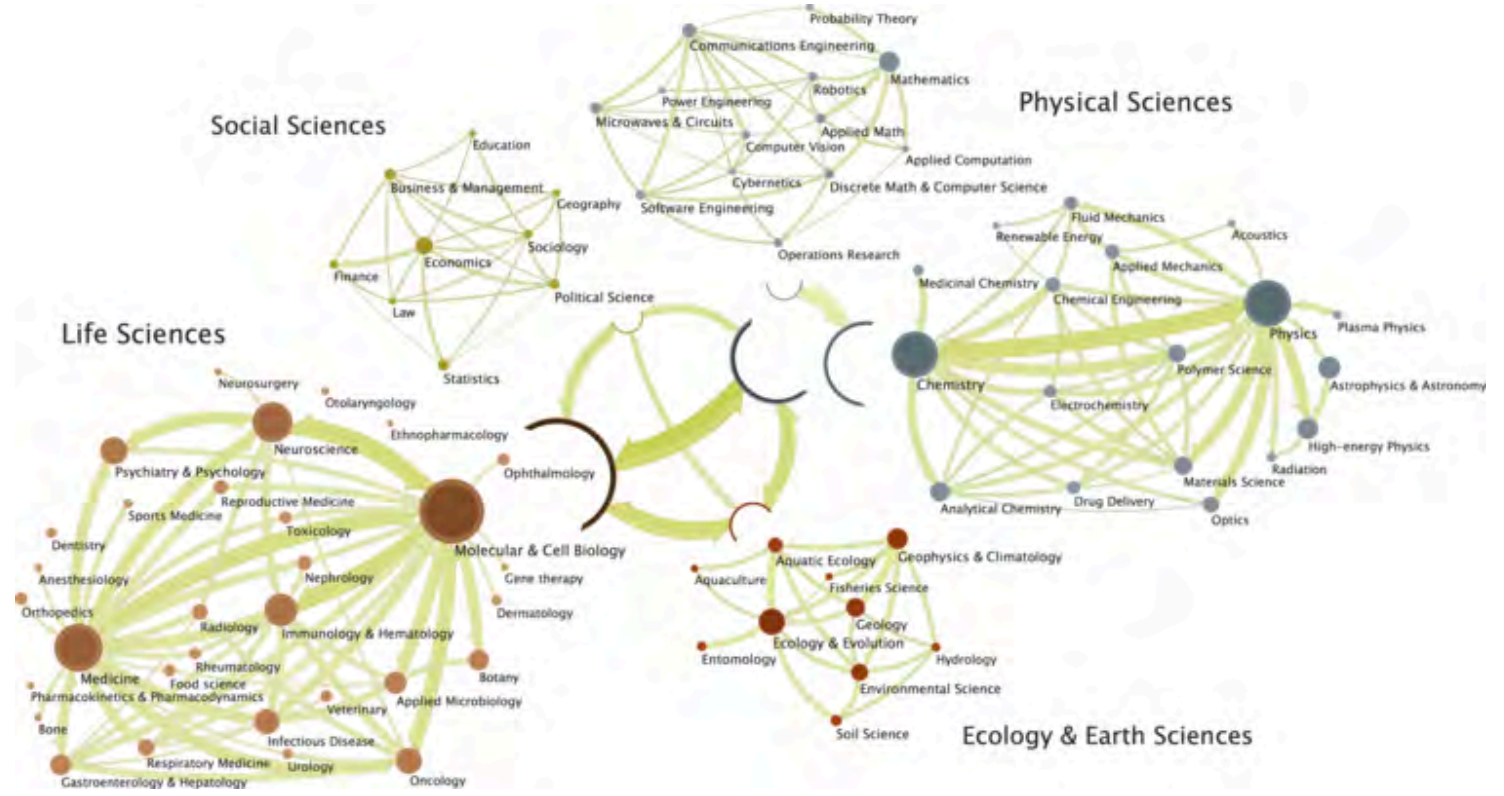 Probability Theory
Communications Engineering
Mathematics
Robotics
Power Engineering
Microwaves & Circuits
Applied Math
Computer Vision
Applied Computation
Cybernetics
Discrete Math & Computer Science
Software Engineering
Operations Research
Physical Sciences
Fluid Mechanics
Renewable Energy
Acoustics
Applied Mechanics
Medicinal Chemistry
Chemical Engineering
Plasma Physics
Physics
Chemistry
Polymer Science
Astrophysics & Astronomy
Electrochemistry
High-energy Physics
Radiation
Materials Science
Drug Delivery
Analytical Chemistry
Optics
Social Sciences
Education
Business & Management
Geography
Sociology
Economics
Finance
Political Science
Law
Statistics
Life Sciences
Neurosurgery
Otolaryngology
Ethnopharmacology
Neuroscience
Psychiatry & Psychology
Ophthalmology
Reproductive Medicine
Sports Medicine
Toxicology
Dentistry
Molecular & Cell Biology
Anesthesiology
Nephrology
Gene therapy
Orthopedics
Dermatology
Radiology
Immunology & Hematology
Rheumatology
Medicine
Food science
Botany
Pharmacokinetics & Pharmacodynamics
Veterinary
Applied Microbiology
Bone
Infectious Disease
Respiratory Medicine
Urology
Gastroenterology & Hepatology
Oncology
Aquatic Ecology
Geophysics & Climatology
Aquaculture
Fisheries Science
Geology
Ecology & Evolution
Entomology
Hydrology
Environmental Science
Soil Science
Ecology & Earth Sciences